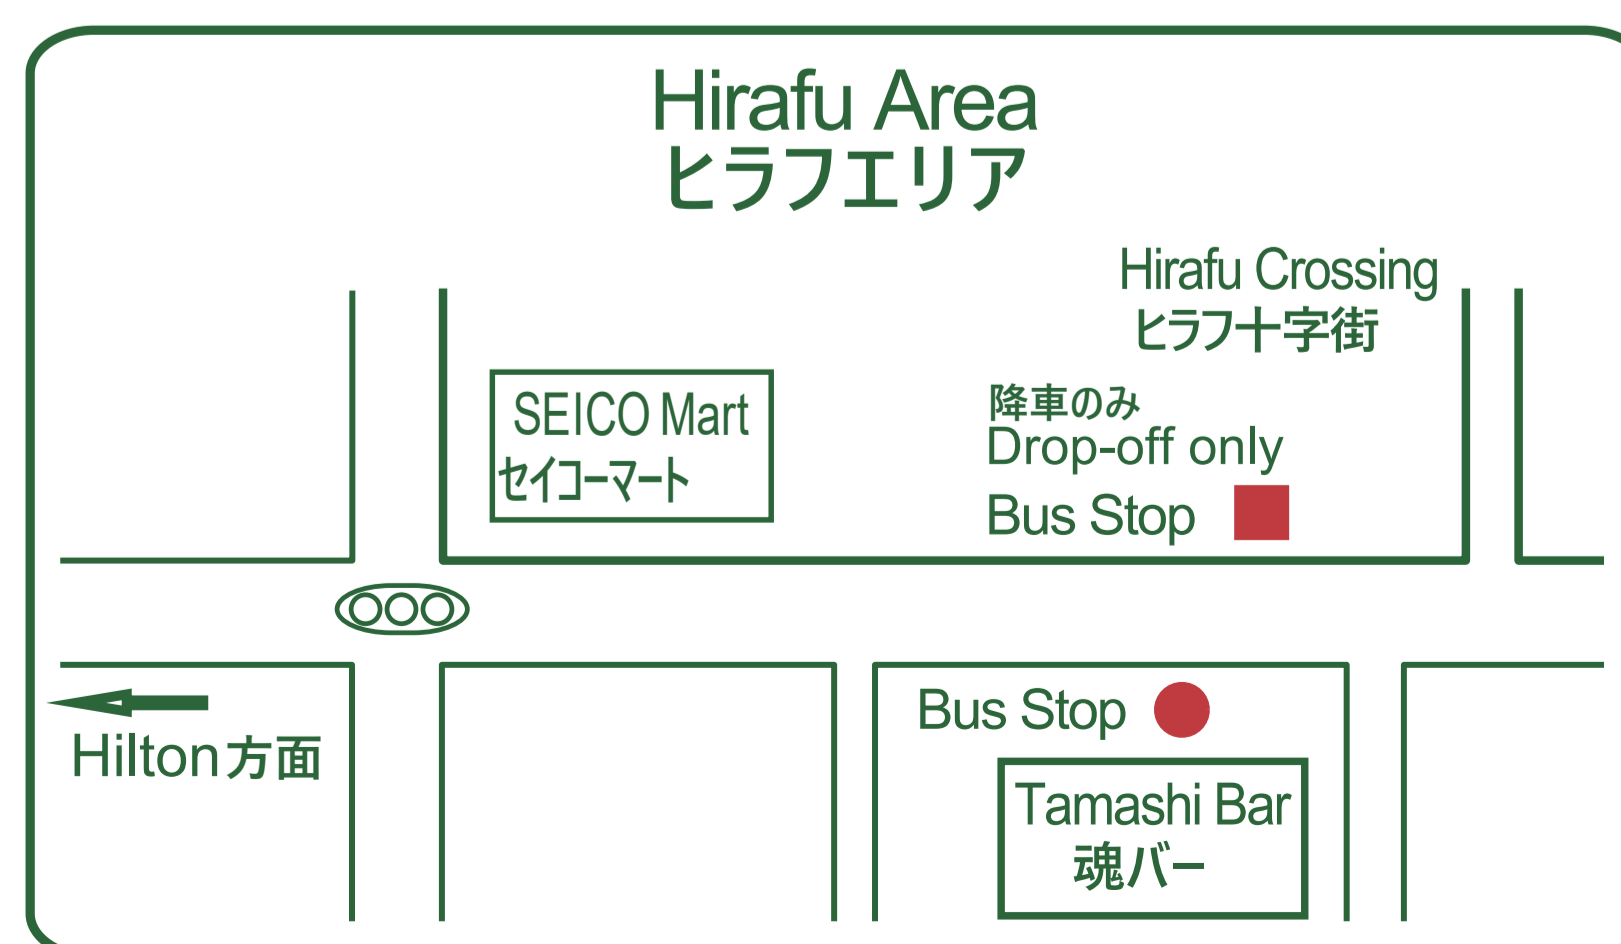 Hirafu Area
ヒラフエリア
Hirafu Crossing
ヒラフ十字街
SEICO Mart
セイコーマート
降車のみ
Drop-off only
Bus Stop
Hilton方面
Bus Stop
Tamashi Bar
魂バー